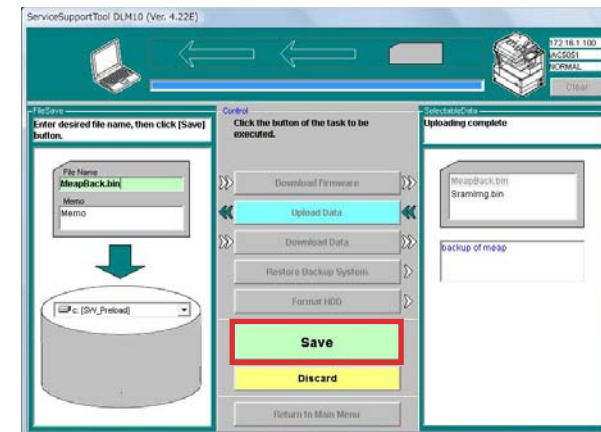 ServiceSupportTool DLM10 (Ver. 4.22E)
172.16.1.100
iAC5051
NORMAL
Clear
FileSave
Enter desired file name, then click [Save]
button.
File Name
MeapBack.bin
Memo
Memo
c: [SW_Preload]
Control
Click the button of the task to be
executed.
Download Firmware
Upload Data
Download Data
Restore Backup System
Format HDD
Save
Discard
Return to Main Menu
SelectableData
Uploading complete
MeapBack.bin
SramImg.bin
backup of meap